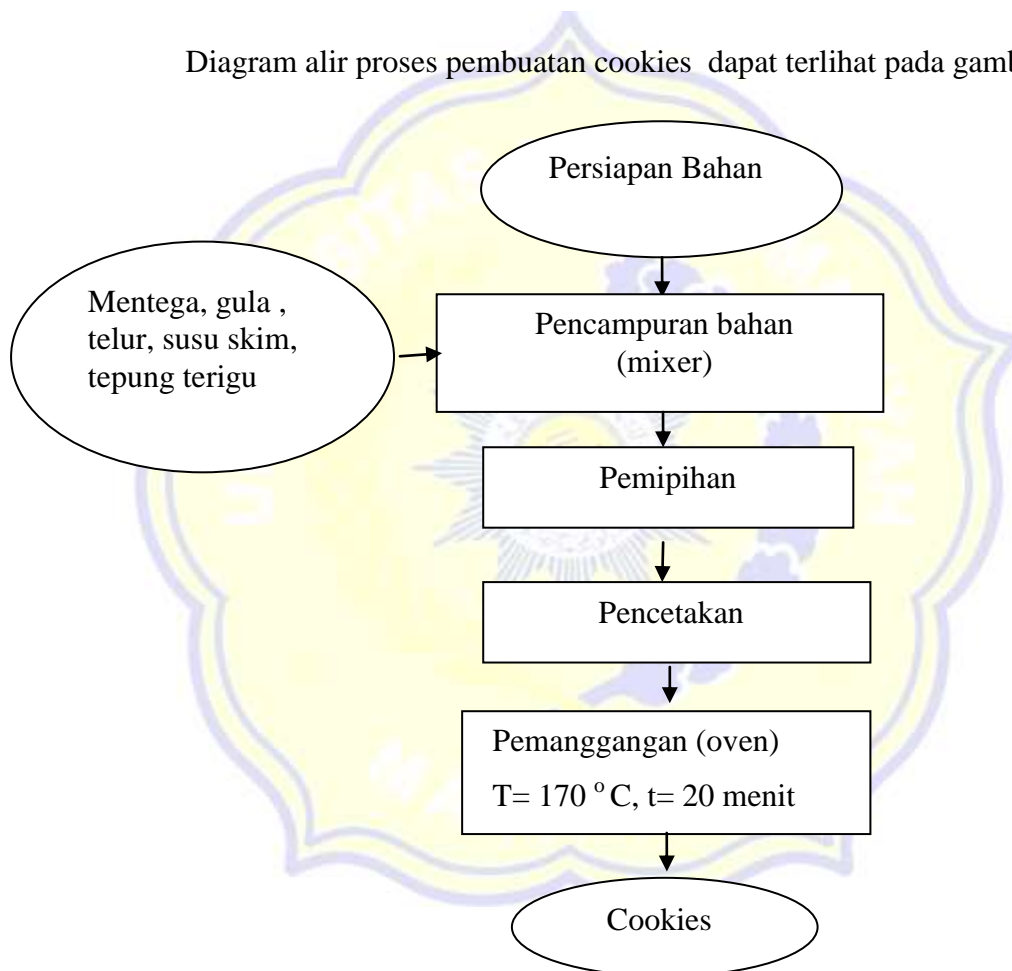 Diagram alir proses pembuatan cookies dapat terlihat pada gamb
Persiapan Bahan
Mentega, gula ,
telur, susu skim,
tepung terigu
Pencampuran bahan
(mixer)
Pemipihan
Pencetakan
Pemanggangan (oven)
T= 170 ° C, t= 20 menit
Cookies